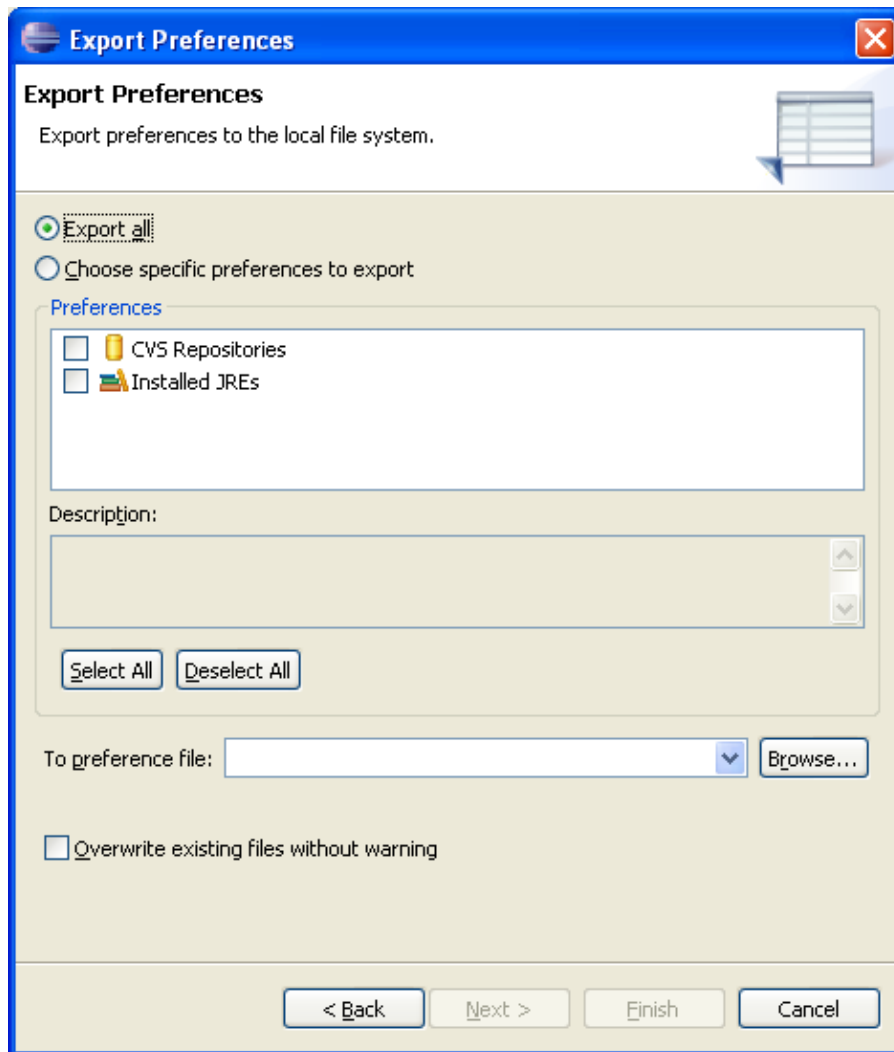 Export Preferences
Export Preferences
Export preferences to the local file system.
Export all
Choose specific preferences to export
Preferences
CVS Repositories
Installed JREs
Description:
Select All Deselect All
To preference file: Browse...
Overwrite existing files without warning
< Back Next > Finish Cancel